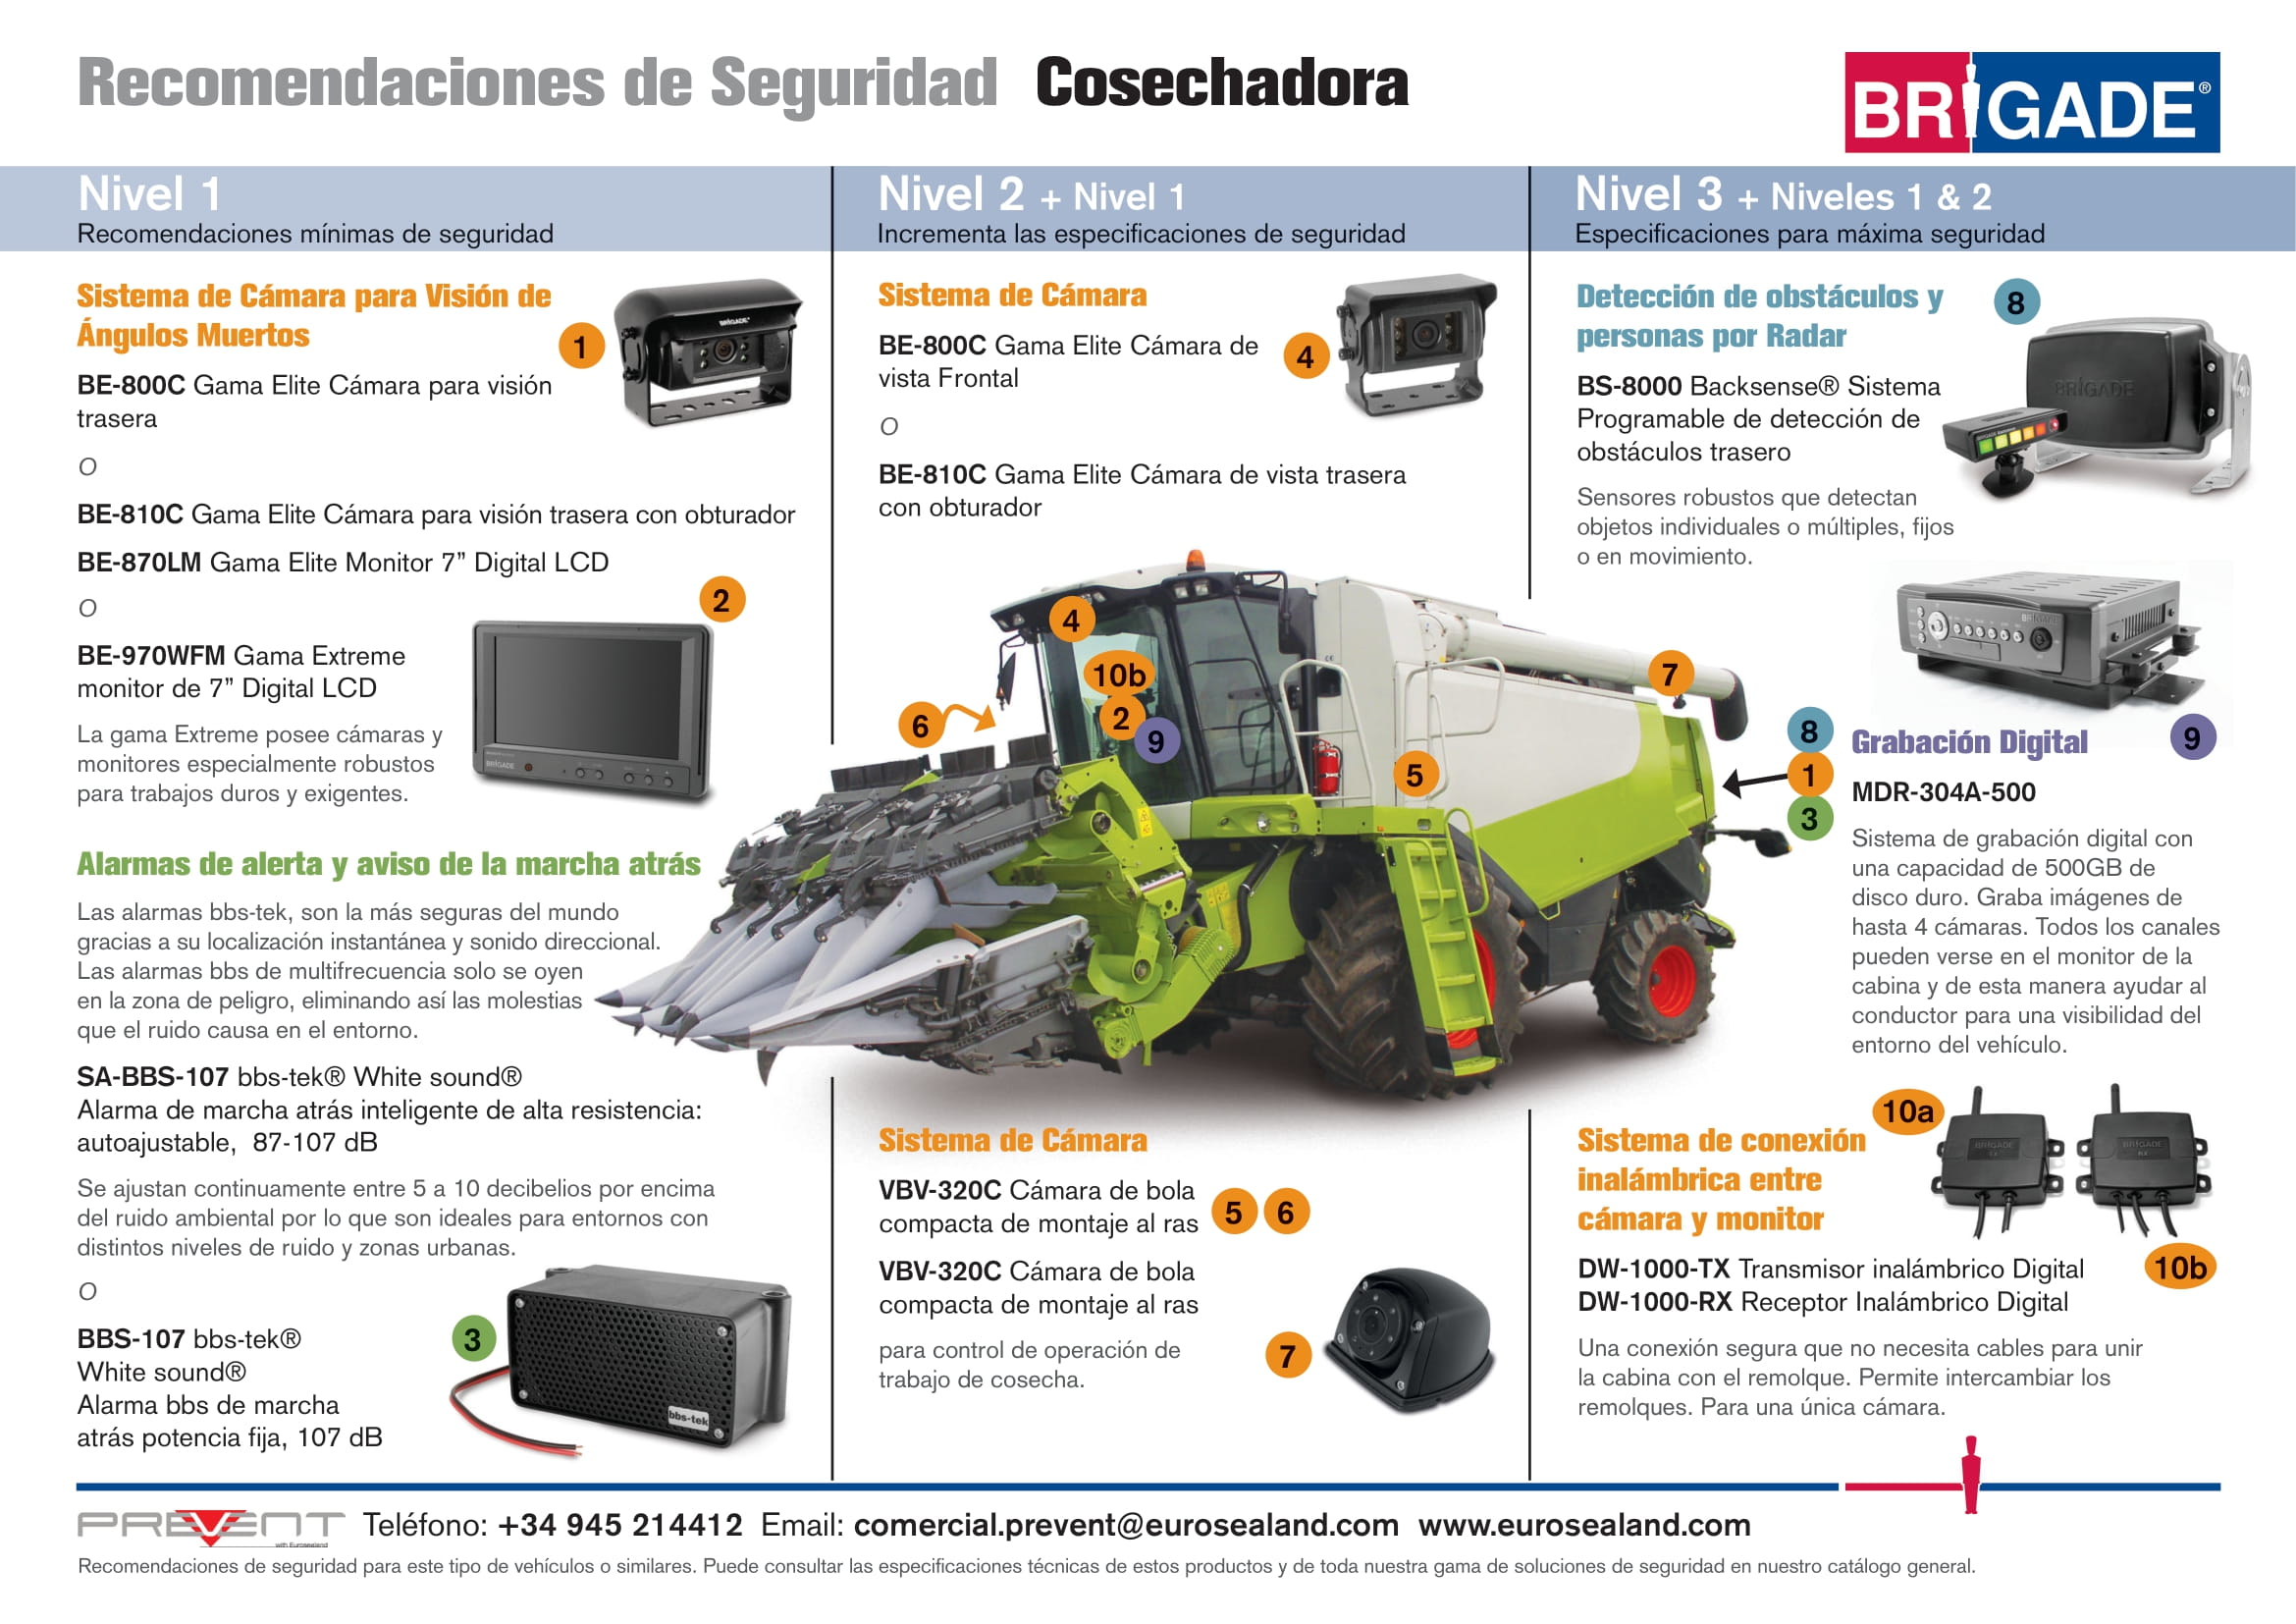 Recomendaciones de Seguridad Cosechadora
BRIGADE®
Nivel 1
Recomendaciones mínimas de seguridad
Sistema de Cámara para Visión de
Ángulos Muertos
1
BRIGADE
BE-800C Gama Elite Cámara para visión
trasera
O
BE-810C Gama Elite Cámara para visión trasera con obturador
BE-870LM Gama Elite Monitor 7” Digital LCD
O
2
BE-970WFM Gama Extreme
monitor de 7” Digital LCD
La gama Extreme posee cámaras y
monitores especialmente robustos
para trabajos duros y exigentes.
BRIGADE
Alarmas de alerta y aviso de la marcha atrás
Las alarmas bbs-tek, son la más seguras del mundo
gracias a su localización instantánea y sonido direccional.
Las alarmas bbs de multifrecuencia solo se oyen
en la zona de peligro, eliminando así las molestias
que el ruido causa en el entorno.
SA-BBS-107 bbs-tek® White sound®
Alarma de marcha atrás inteligente de alta resistencia:
autoajustable, 87-107 dB
Se ajustan continuamente entre 5 a 10 decibelios por encima
del ruido ambiental por lo que son ideales para entornos con
distintos niveles de ruido y zonas urbanas.
O
BBS-107 bbs-tek®
White sound®
Alarma bbs de marcha
atrás potencia fija, 107 dB
3
bbs-tek
Nivel 2 + Nivel 1
Incrementa las especificaciones de seguridad
Sistema de Cámara
BE-800C Gama Elite Cámara de
vista Frontal
4
O
BE-810C Gama Elite Cámara de vista trasera
con obturador
4
10b
2
9
6
5
7
8
1
3
Sistema de Cámara
VBV-320C Cámara de bola
compacta de montaje al ras
5 6
VBV-320C Cámara de bola
compacta de montaje al ras
para control de operación de
trabajo de cosecha.
7
Nivel 3 + Niveles 1 & 2
Especificaciones para máxima seguridad
Detección de obstáculos y
personas por Radar
8
BRIGADE
BS-8000 Backsense® Sistema
Programable de detección de
obstáculos trasero
Sensores robustos que detectan
objetos individuales o múltiples, fijos
o en movimiento.
Grabación Digital
9
MDR-304A-500
Sistema de grabación digital con
una capacidad de 500GB de
disco duro. Graba imágenes de
hasta 4 cámaras. Todos los canales
pueden verse en el monitor de la
cabina y de esta manera ayudar al
conductor para una visibilidad del
entorno del vehículo.
10a
Sistema de conexión
inalámbrica entre
cámara y monitor
BRIGADE
BRIGADE
10b
DW-1000-TX Transmisor inalámbrico Digital
DW-1000-RX Receptor Inalámbrico Digital
Una conexión segura que no necesita cables para unir
la cabina con el remolque. Permite intercambiar los
remolques. Para una única cámara.
PREVENT
with Eurosealand
Teléfono: +34 945 214412 Email: comercial.prevent@eurosealand.com www.eurosealand.com
Recomendaciones de seguridad para este tipo de vehículos o similares. Puede consultar las especificaciones técnicas de estos productos y de toda nuestra gama de soluciones de seguridad en nuestro catálogo general.